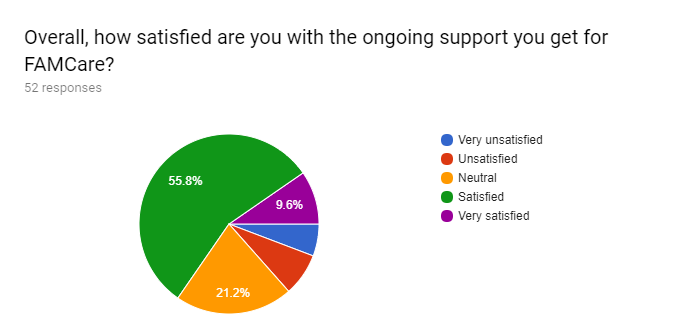 Overall, how satisfied are you with the ongoing support you get for
FAMCare?
52 responses
Very unsatisfied
Unsatisfied
Neutral
Satisfied
Very satisfied
55.8%
9.6%
21.2%